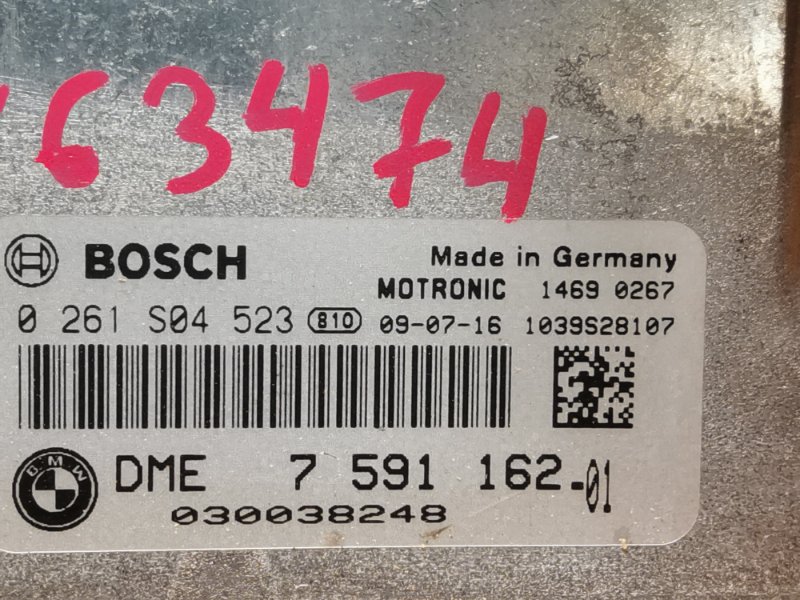 63474
BOSCH Made in Germany
MOTRONIC 1469 0267
0 261 S04 523 810 09-07-16 1039S28107
BMW DME 7 591 162-01
030038248